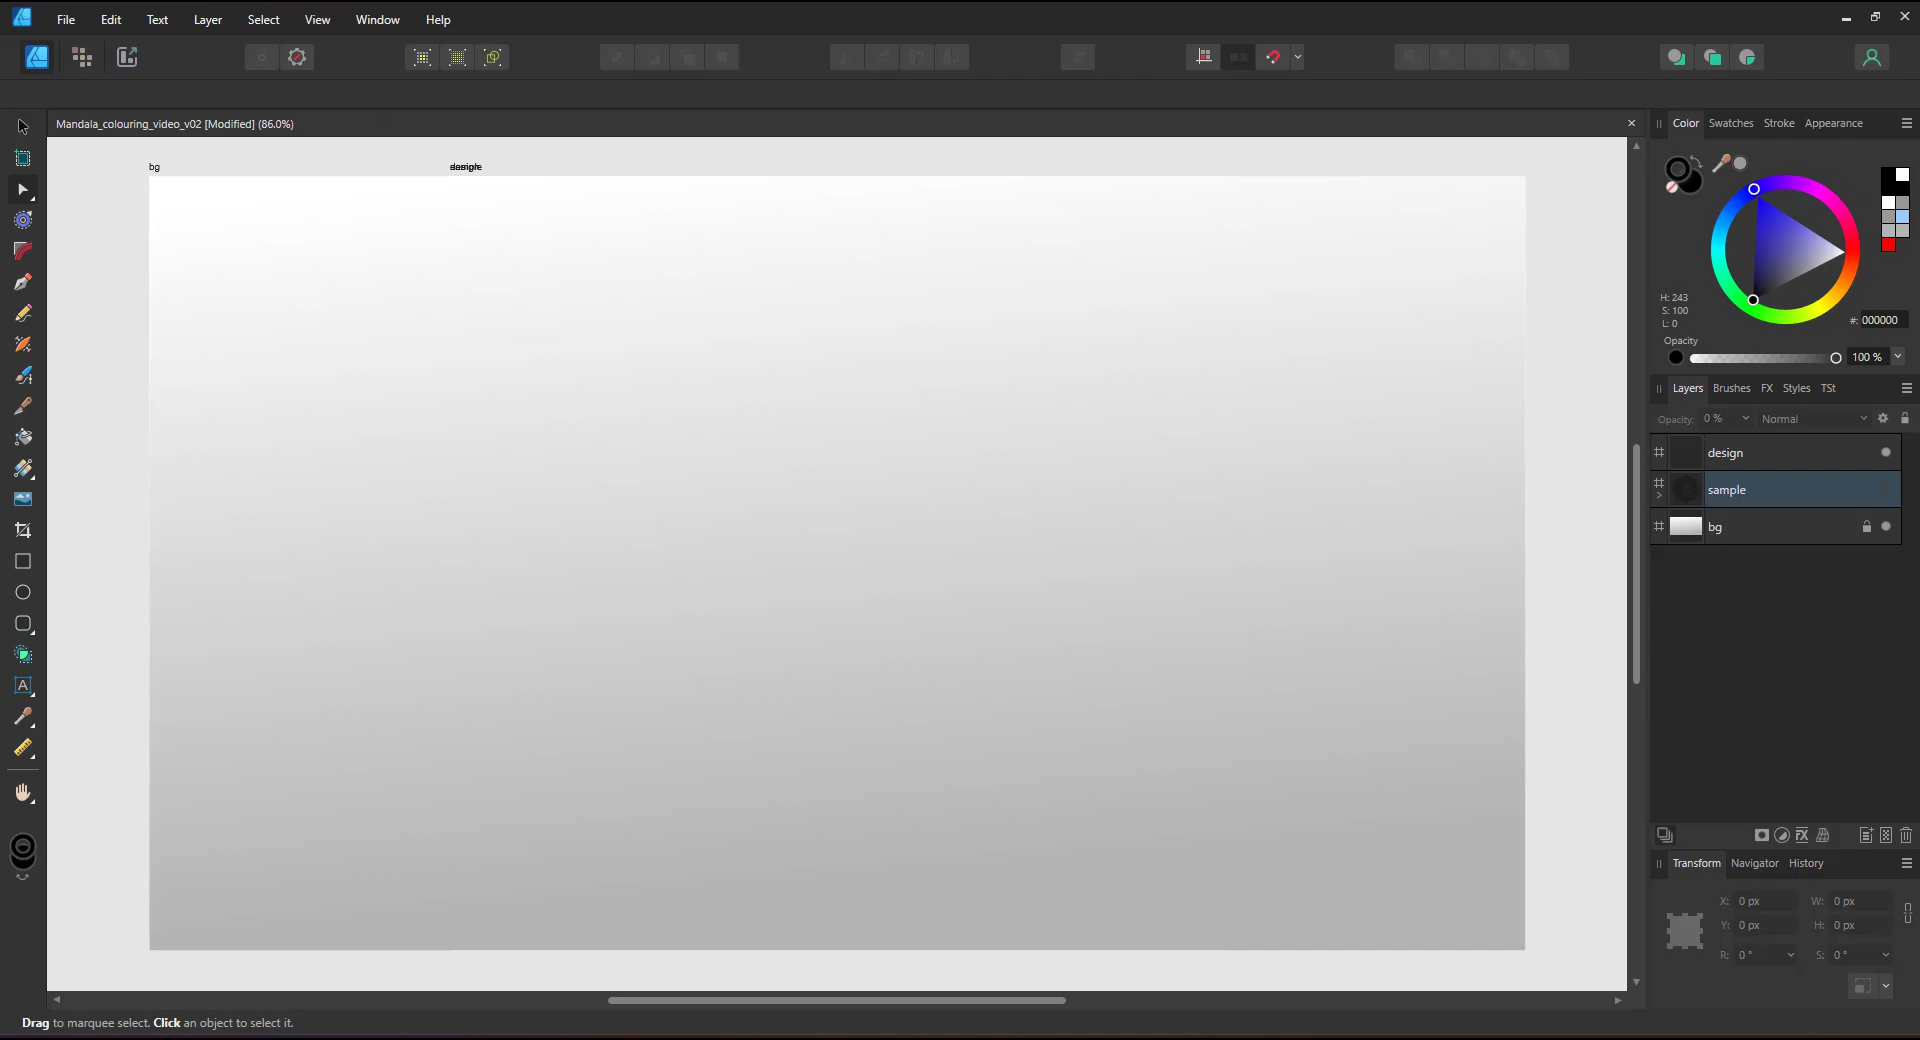 File Edit Text Layer Select View Window Help
Mandala_colouring_video_v02 [Modified] (86.0%)
bg
Color Swatches Stroke Appearance
H: 243
S: 100
L: 0
#: 000000
Opacity
100 %
Layers Brushes FX Styles TSt
Opacity: 0 % Normal
design
sample
bg
Transform Navigator History
X: 0 px W: 0 px
Y: 0 px H: 0 px
R: 0 ° S: 0 °
Drag to marquee select. Click an object to select it.